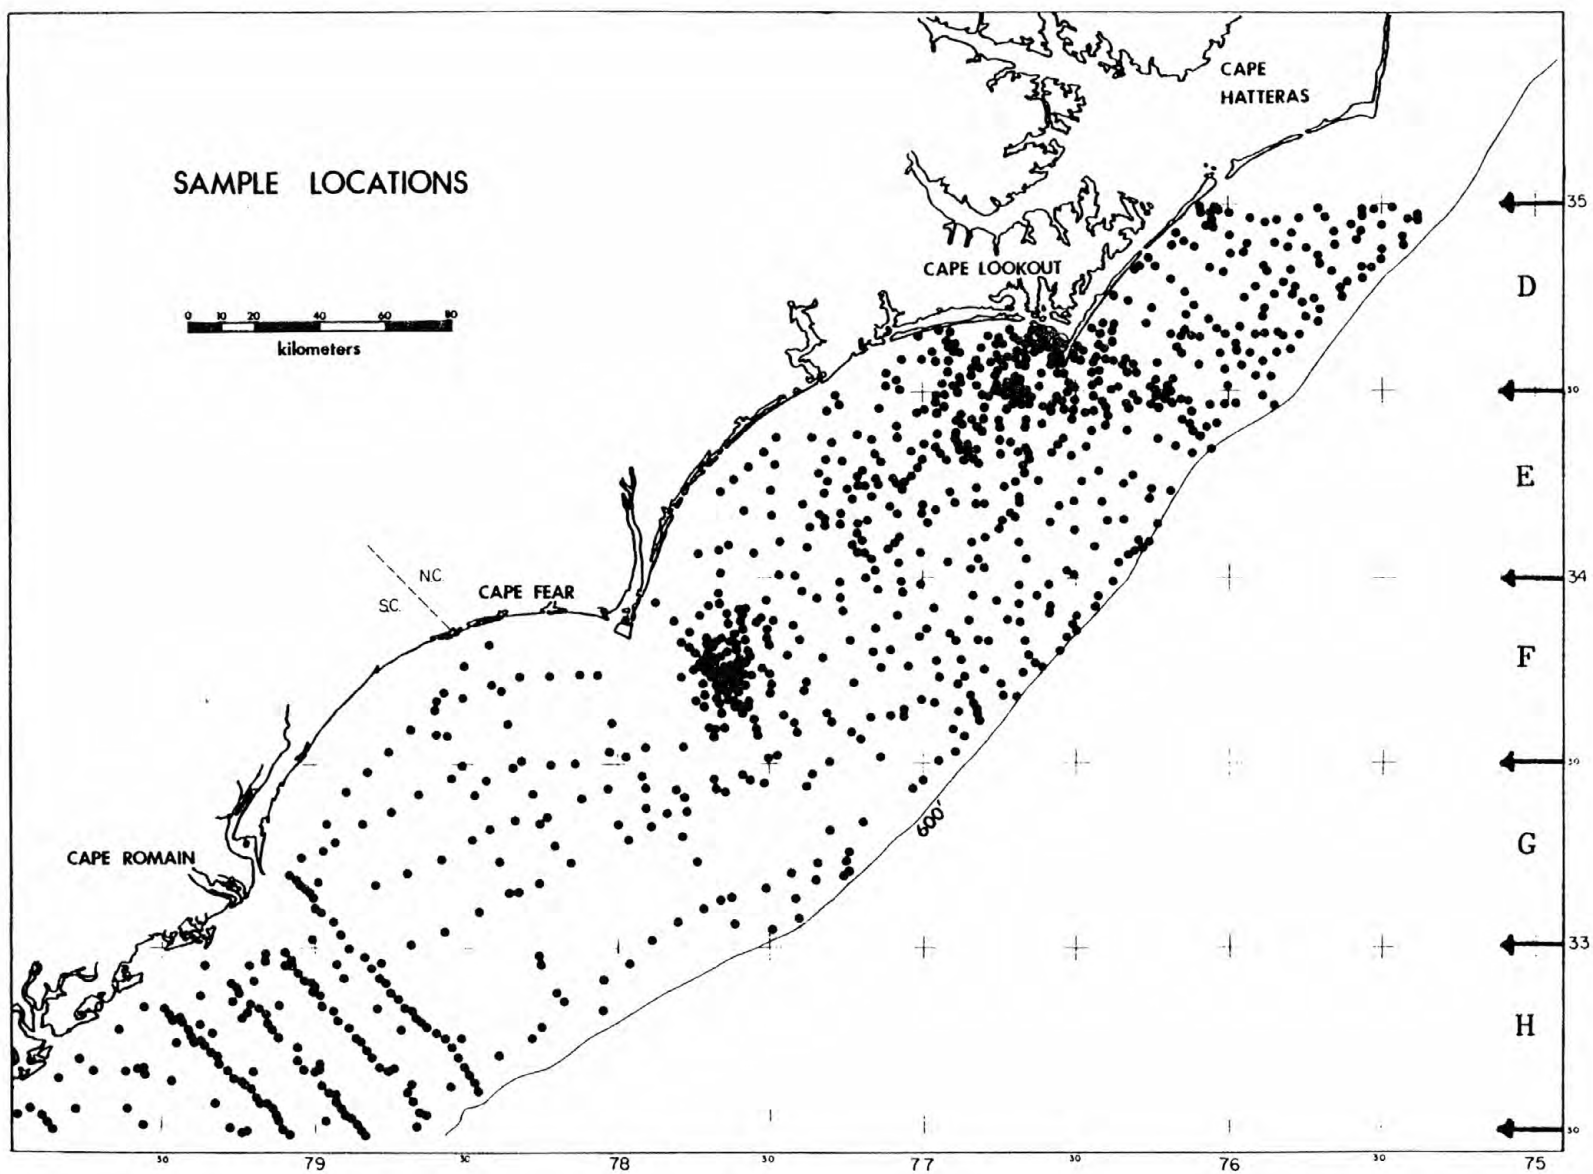 CAPE
HATTERAS
SAMPLE LOCATIONS
35
CAPE LOOKOUT
D
0 10 20 40 60 80
kilometers
30
E
N.C.
S.C.
CAPE FEAR
34
F
30
600'
G
CAPE ROMAIN
33
H
30
30 79 30 78 30 77 30 76 30 75